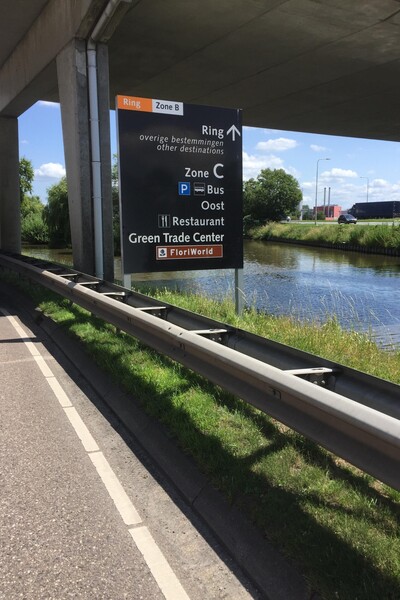 Ring Zone B
Ring
overige bestemmingen
other destinations
Zone C
P Bus
Oost
Restaurant
Green Trade Center
FloriWorld